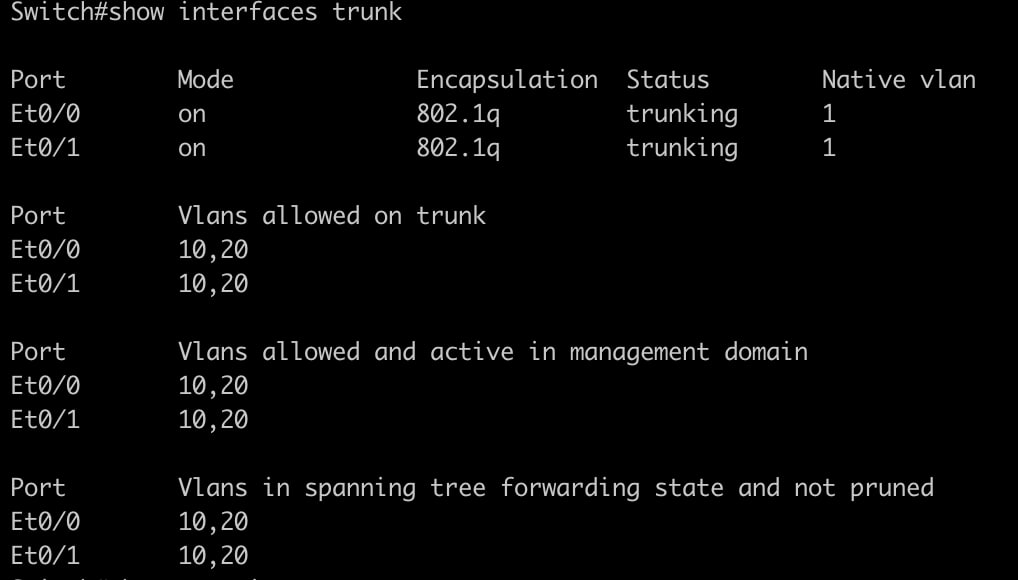 Switch#show interfaces trunk
Port Mode Encapsulation Status Native vlan
Et0/0 on 802.1q trunking 1
Et0/1 on 802.1q trunking 1
Port Vlans allowed on trunk
Et0/0 10,20
Et0/1 10,20
Port Vlans allowed and active in management domain
Et0/0 10,20
Et0/1 10,20
Port Vlans in spanning tree forwarding state and not pruned
Et0/0 10,20
Et0/1 10,20